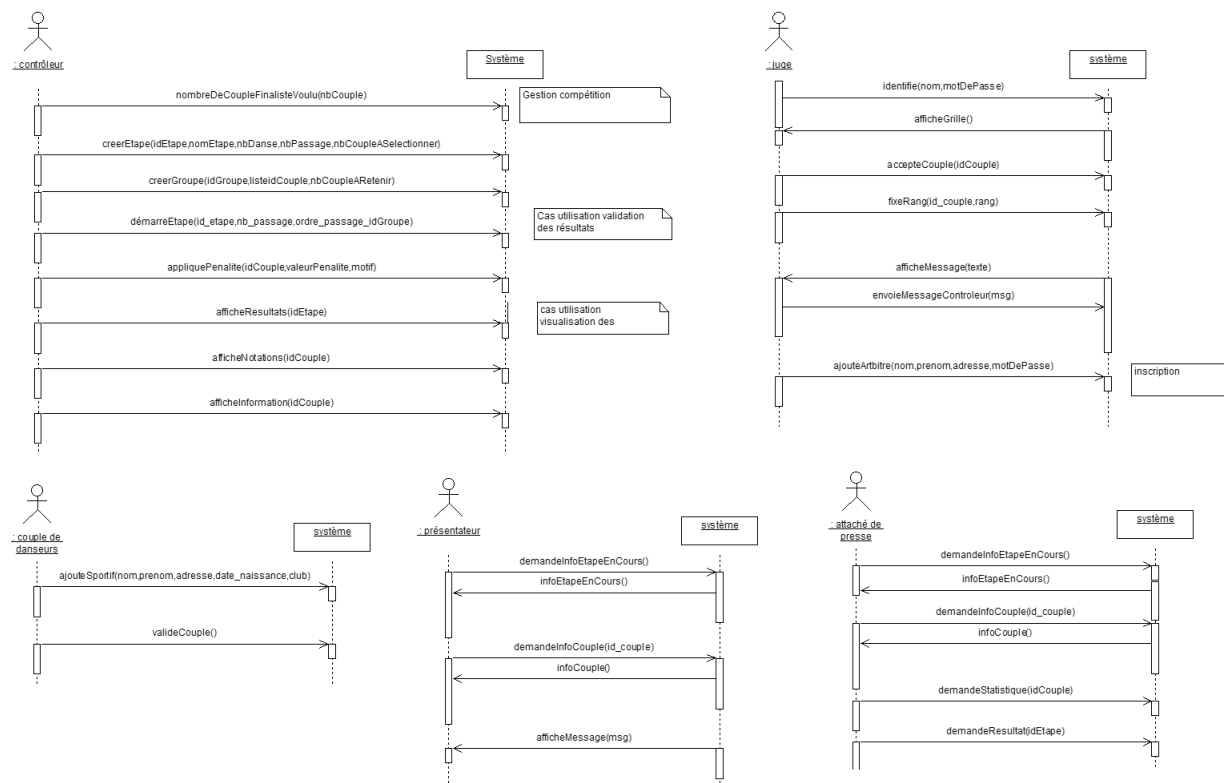 : contrôleur
Système
nombreDeCoupleFinalisteVoulu(nbCouple)
Gestion compétition
creerEtape(idEtape,nomEtape,nbDanse,nbPassage,nbCoupleASelectionner)
creerGroupe(idGroupe,listeidCouple,nbCoupleARetenir)
démarreEtape(id_etape,nb_passage,ordre_passage_idGroupe)
Cas utilisation validation
des résultats
appliquePenalite(idCouple,valeurPenalite,motif)
afficheResultats(idEtape)
cas utilisation
visualisation des
afficheNotations(idCouple)
afficheInformation(idCouple)
: juge
système
identifie(nom,motDePasse)
afficheGrille()
accepteCouple(idCouple)
fixeRang(id_couple,rang)
afficheMessage(texte)
envoieMessageControleur(msg)
ajouteArtbitre(nom,prenom,adresse,motDePasse)
inscription
: couple de
danseurs
système
ajouteSportif(nom,prenom,adresse,date_naissance,club)
valideCouple()
: présentateur
système
demandeInfoEtapeEnCours()
infoEtapeEnCours()
demandeInfoCouple(id_couple)
infoCouple()
afficheMessage(msg)
: attaché de
presse
système
demandeInfoEtapeEnCours()
infoEtapeEnCours()
demandeInfoCouple(id_couple)
infoCouple()
demandeStatistique(idCouple)
demandeResultat(idEtape)